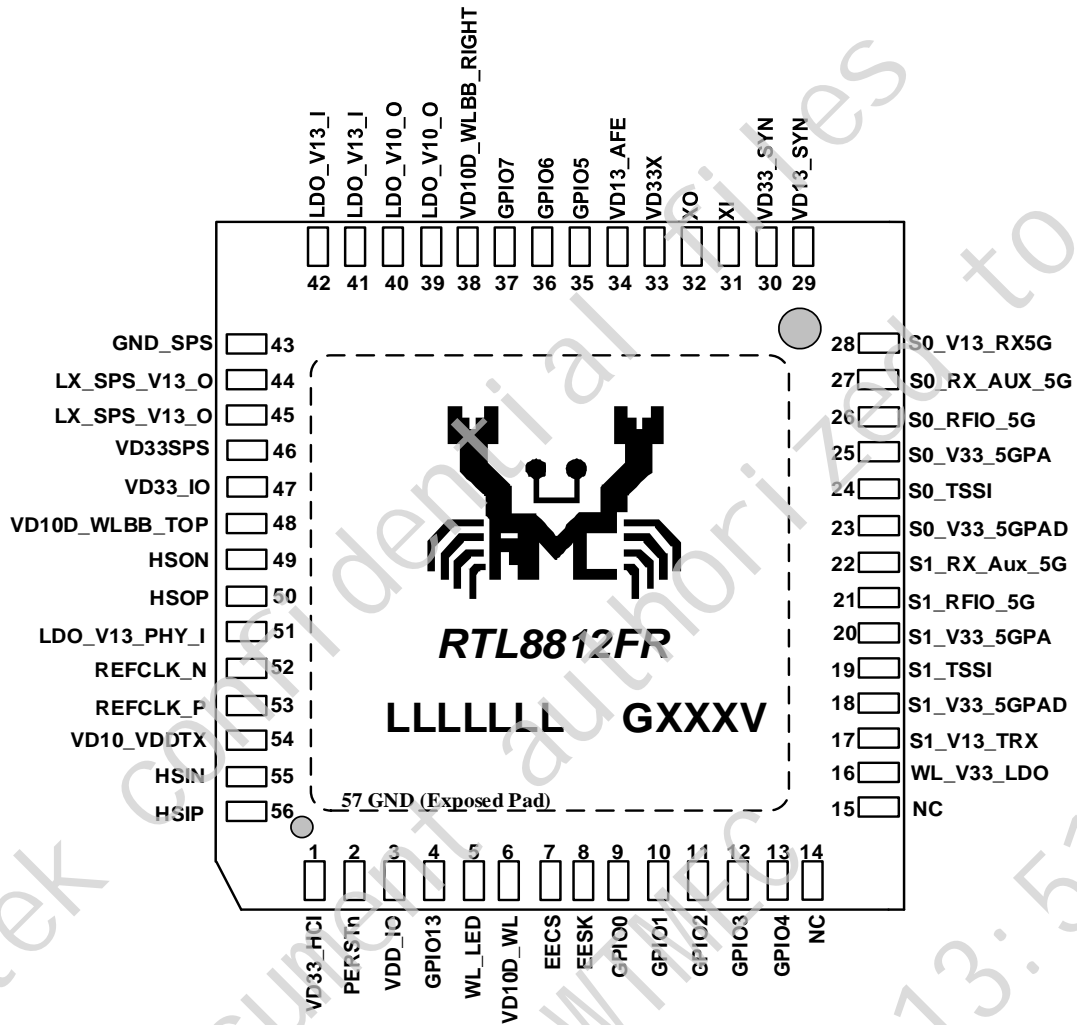 LDO_V13_I
LDO_V13_I
LDO_V10_O
LDO_V10_O
VD10D_WLBB_RIGHT
GPIO7
GPIO6
GPIO5
VD13_AFE
VD33X
XO
XI
VD33_SYN
VD13_SYN
42 41 40 39 38 37 36 35 34 33 32 31 30 29
GND_SPS 43
LX_SPS_V13_O 44
LX_SPS_V13_O 45
VD33SPS 46
VD33_IO 47
VD10D_WLBB_TOP 48
HSON 49
HSOP 50
LDO_V13_PHY_I 51
REFCLK_N 52
REFCLK_P 53
VD10_VDDTX 54
HSIN 55
HSIP 56
28 S0_V13_RX5G
27 S0_RX_AUX_5G
26 S0_RFIO_5G
25 S0_V33_5GPA
24 S0_TSSI
23 S0_V33_5GPAD
22 S1_RX_Aux_5G
21 S1_RFIO_5G
20 S1_V33_5GPA
19 S1_TSSI
18 S1_V33_5GPAD
17 S1_V13_TRX
16 WL_V33_LDO
15 NC
RTL8812FR
LLLLLLL GXXXV
57 GND (Exposed Pad)
1 2 3 4 5 6 7 8 9 10 11 12 13 14
VD33_HCI
PERSTn
VDD_IO
GPIO13
WL_LED
VD10D_WL
EECS
EESK
GPIO0
GPIO1
GPIO2
GPIO3
GPIO4
NC
confidential files
authorized to
WTMEC